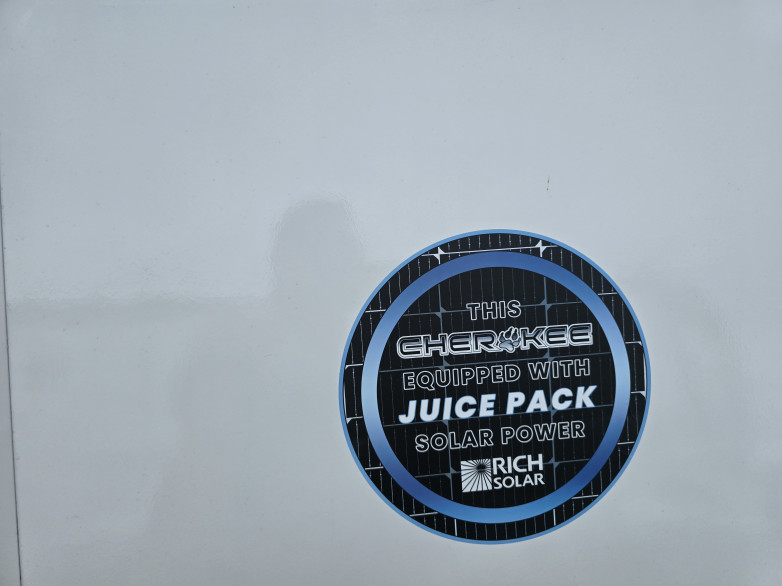 THIS
CHEROKEE
EQUIPPED WITH
JUICE PACK
SOLAR POWER
RICH
SOLAR